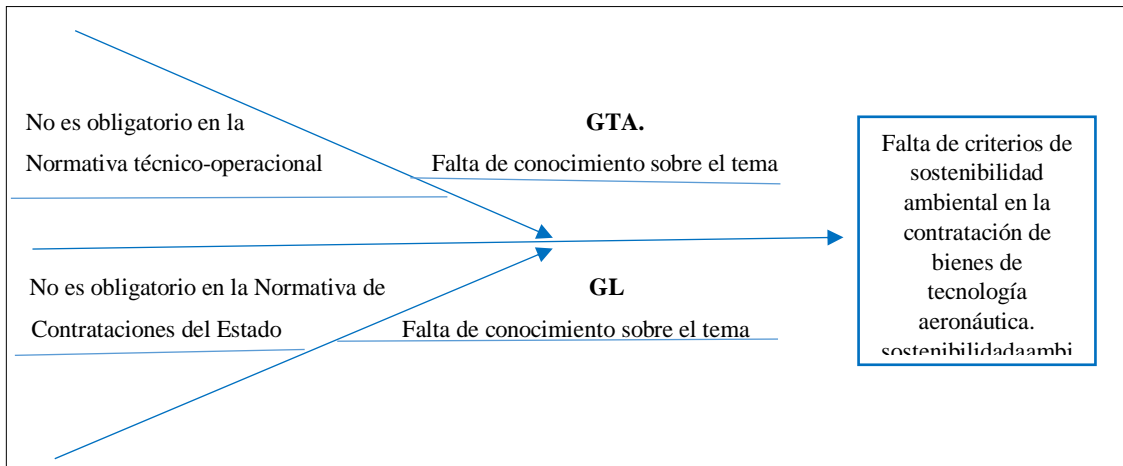 No es obligatorio en la
Normativa técnico-operacional
GTA.
Falta de conocimiento sobre el tema
No es obligatorio en la Normativa de
Contrataciones del Estado
GL
Falta de conocimiento sobre el tema
Falta de criterios de
sostenibilidad
ambiental en la
contratación de
bienes de
tecnología
aeronáutica.
sostenibilidadaambi